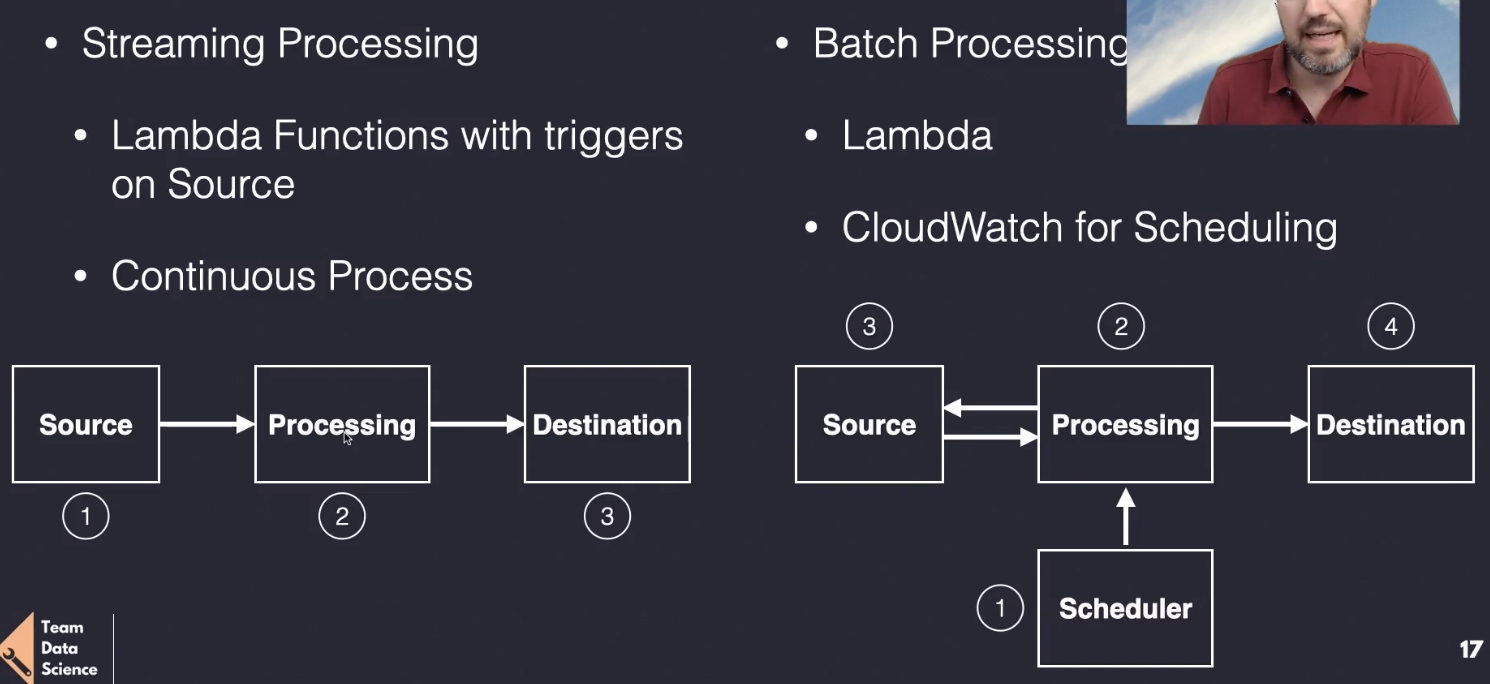 • Streaming Processing
• Lambda Functions with triggers
on Source
• Continuous Process
Source
Processing
Destination
1
2
3
• Batch Processing
• Lambda
• CloudWatch for Scheduling
3
2
4
Source
Processing
Destination
1
Scheduler
Team
Data
Science
17